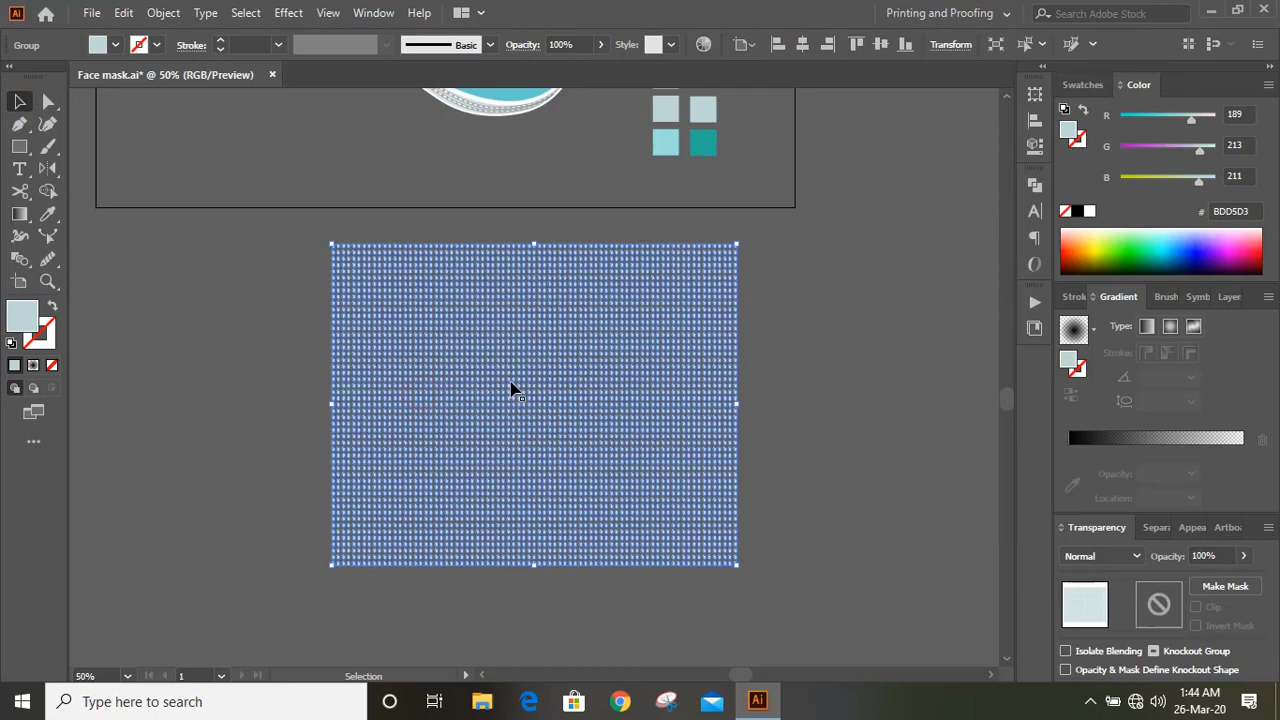 File Edit Object Type Select Effect View Window Help
Printing and Proofing
Search Adobe Stock
Group
Stroke:
Basic
Opacity: 100%
Style:
Transform
Face mask.ai* @ 50% (RGB/Preview)
Swatches Color
R 189
G 213
B 211
# BDD5D3
Strok Gradient Brush Symb Layer
Type:
Stroke:
Opacity:
Location:
Transparency Separa Appea Artboa
Normal Opacity: 100%
Make Mask
Clip
Invert Mask
Isolate Blending Knockout Group
Opacity & Mask Define Knockout Shape
50% 1 Selection
Type here to search
1:44 AM
26-Mar-20